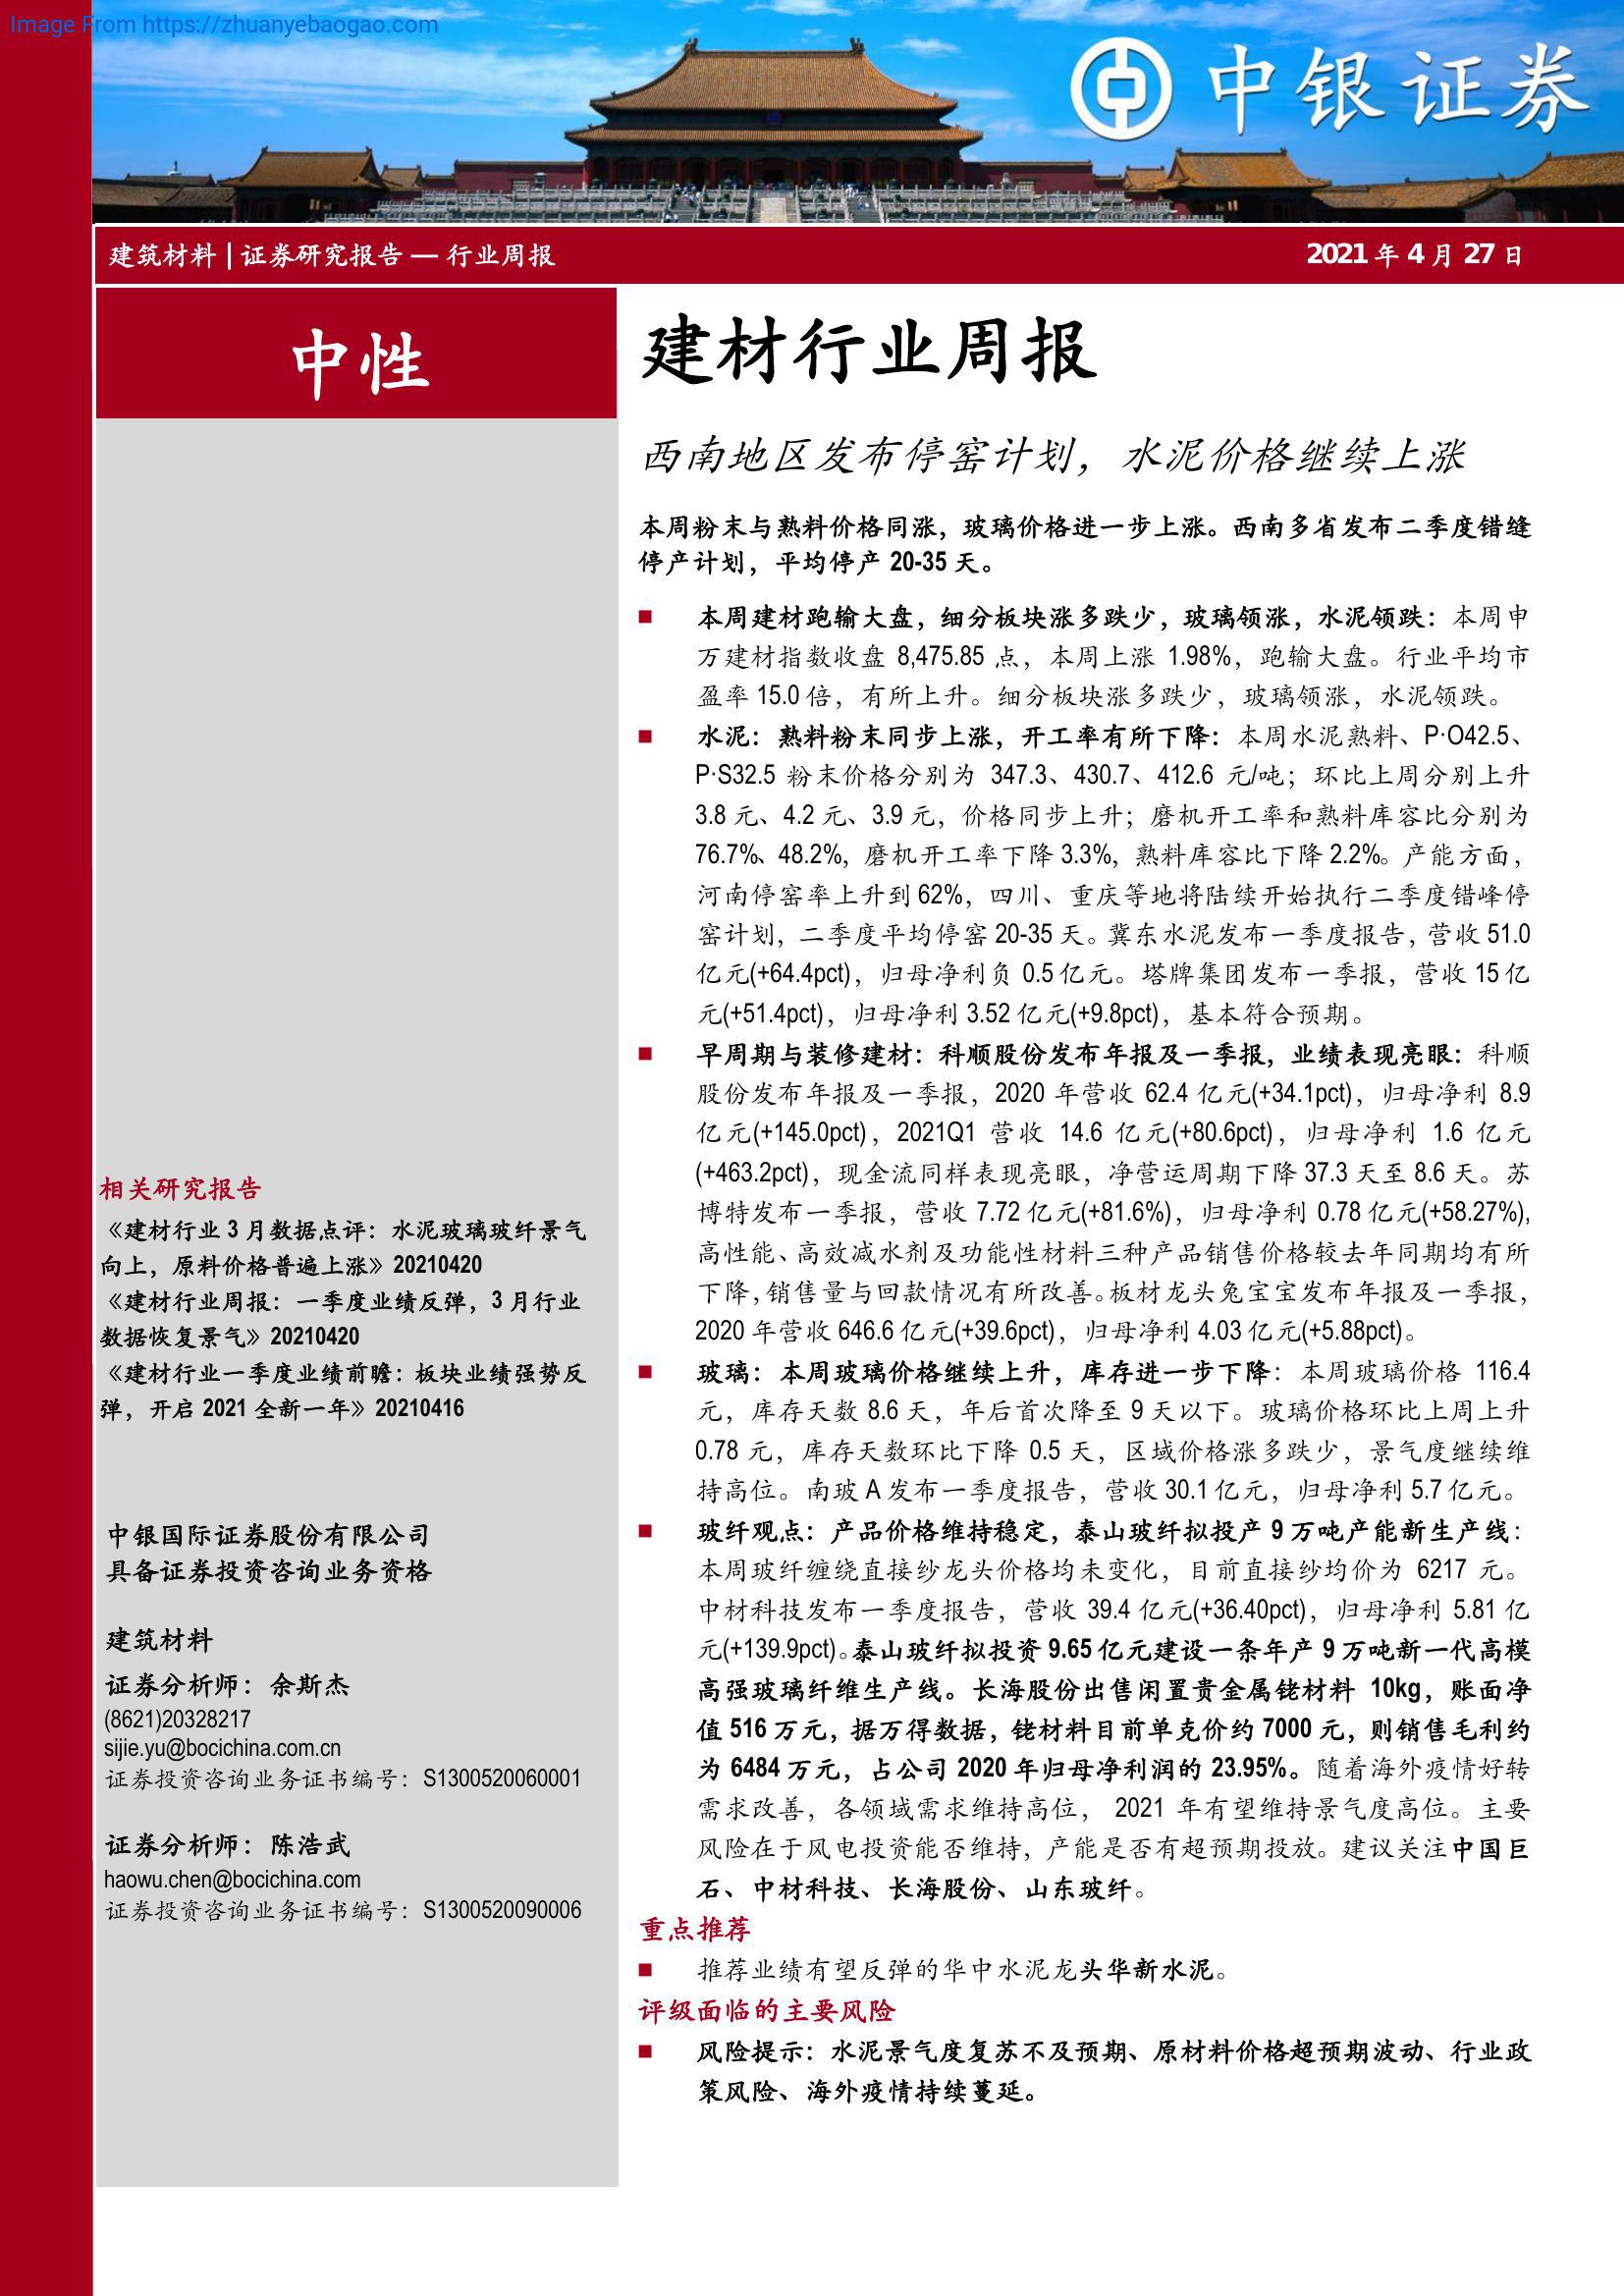 Image From https://zhuanyebaogao.com
中银证券
建筑材料 | 证券研究报告 — 行业周报
2021 年 4 月 27 日
中性
建材行业周报
西南地区发布停窑计划，水泥价格继续上涨
本周粉末与熟料价格同涨，玻璃价格进一步上涨。西南多省发布二季度错缝
停产计划，平均停产 20-35 天。
■ 本周建材跑输大盘，细分板块涨多跌少，玻璃领涨，水泥领跌：本周申
万建材指数收盘 8,475.85 点，本周上涨 1.98%，跑输大盘。行业平均市
盈率 15.0 倍，有所上升。细分板块涨多跌少，玻璃领涨，水泥领跌。
■ 水泥：熟料粉末同步上涨，开工率有所下降：本周水泥熟料、P·O42.5、
P·S32.5 粉末价格分别为 347.3、430.7、412.6 元/吨；环比上周分别上升
3.8 元、4.2 元、3.9 元，价格同步上升；磨机开工率和熟料库容比分别为
76.7%、48.2%，磨机开工率下降 3.3%，熟料库容比下降 2.2%。产能方面，
河南停窑率上升到 62%，四川、重庆等地将陆续开始执行二季度错峰停
窑计划，二季度平均停窑 20-35 天。冀东水泥发布一季度报告，营收 51.0
亿元(+64.4pct)，归母净利负 0.5 亿元。塔牌集团发布一季报，营收 15 亿
元(+51.4pct)，归母净利 3.52 亿元(+9.8pct)，基本符合预期。
■ 早周期与装修建材：科顺股份发布年报及一季报，业绩表现亮眼：科顺
股份发布年报及一季报，2020 年营收 62.4 亿元(+34.1pct)，归母净利 8.9
亿元(+145.0pct)，2021Q1 营收 14.6 亿元(+80.6pct)，归母净利 1.6 亿元
(+463.2pct)，现金流同样表现亮眼，净营运周期下降 37.3 天至 8.6 天。苏
博特发布一季报，营收 7.72 亿元(+81.6%)，归母净利 0.78 亿元(+58.27%),
高性能、高效减水剂及功能性材料三种产品销售价格较去年同期均有所
下降，销售量与回款情况有所改善。板材龙头兔宝宝发布年报及一季报，
2020 年营收 646.6 亿元(+39.6pct)，归母净利 4.03 亿元(+5.88pct)。
■ 玻璃：本周玻璃价格继续上升，库存进一步下降：本周玻璃价格 116.4
元，库存天数 8.6 天，年后首次降至 9 天以下。玻璃价格环比上周上升
0.78 元，库存天数环比下降 0.5 天，区域价格涨多跌少，景气度继续维
持高位。南玻 A 发布一季度报告，营收 30.1 亿元，归母净利 5.7 亿元。
■ 玻纤观点：产品价格维持稳定，泰山玻纤拟投产 9 万吨产能新生产线：
本周玻纤缠绕直接纱龙头价格均未变化，目前直接纱均价为 6217 元。
中材科技发布一季度报告，营收 39.4 亿元(+36.40pct)，归母净利 5.81 亿
元(+139.9pct)。泰山玻纤拟投资 9.65 亿元建设一条年产 9 万吨新一代高模
高强玻璃纤维生产线。长海股份出售闲置贵金属铑材料 10kg，账面净
值 516 万元，据万得数据，铑材料目前单克价约 7000 元，则销售毛利约
为 6484 万元，占公司 2020 年归母净利润的 23.95%。随着海外疫情好转
需求改善，各领域需求维持高位， 2021 年有望维持景气度高位。主要
风险在于风电投资能否维持，产能是否有超预期投放。建议关注中国巨
石、中材科技、长海股份、山东玻纤。
重点推荐
■ 推荐业绩有望反弹的华中水泥龙头华新水泥。
评级面临的主要风险
■ 风险提示：水泥景气度复苏不及预期、原材料价格超预期波动、行业政
策风险、海外疫情持续蔓延。
相关研究报告
《建材行业 3 月数据点评：水泥玻璃玻纤景气
向上，原料价格普遍上涨》20210420
《建材行业周报：一季度业绩反弹，3 月行业
数据恢复景气》20210420
《建材行业一季度业绩前瞻：板块业绩强势反
弹，开启 2021 全新一年》20210416
中银国际证券股份有限公司
具备证券投资咨询业务资格
建筑材料
证券分析师：余斯杰
(8621)20328217
sijie.yu@bocichina.com.cn
证券投资咨询业务证书编号：S1300520060001
证券分析师：陈浩武
haowu.chen@bocichina.com
证券投资咨询业务证书编号：S1300520090006